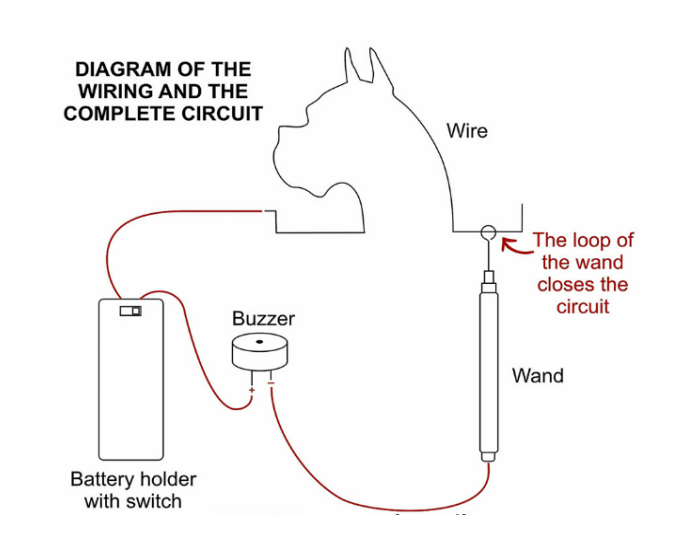 DIAGRAM OF THE
WIRING AND THE
COMPLETE CIRCUIT
Wire
The loop of
the wand
closes the
circuit
Buzzer
+ −
Wand
Battery holder
with switch